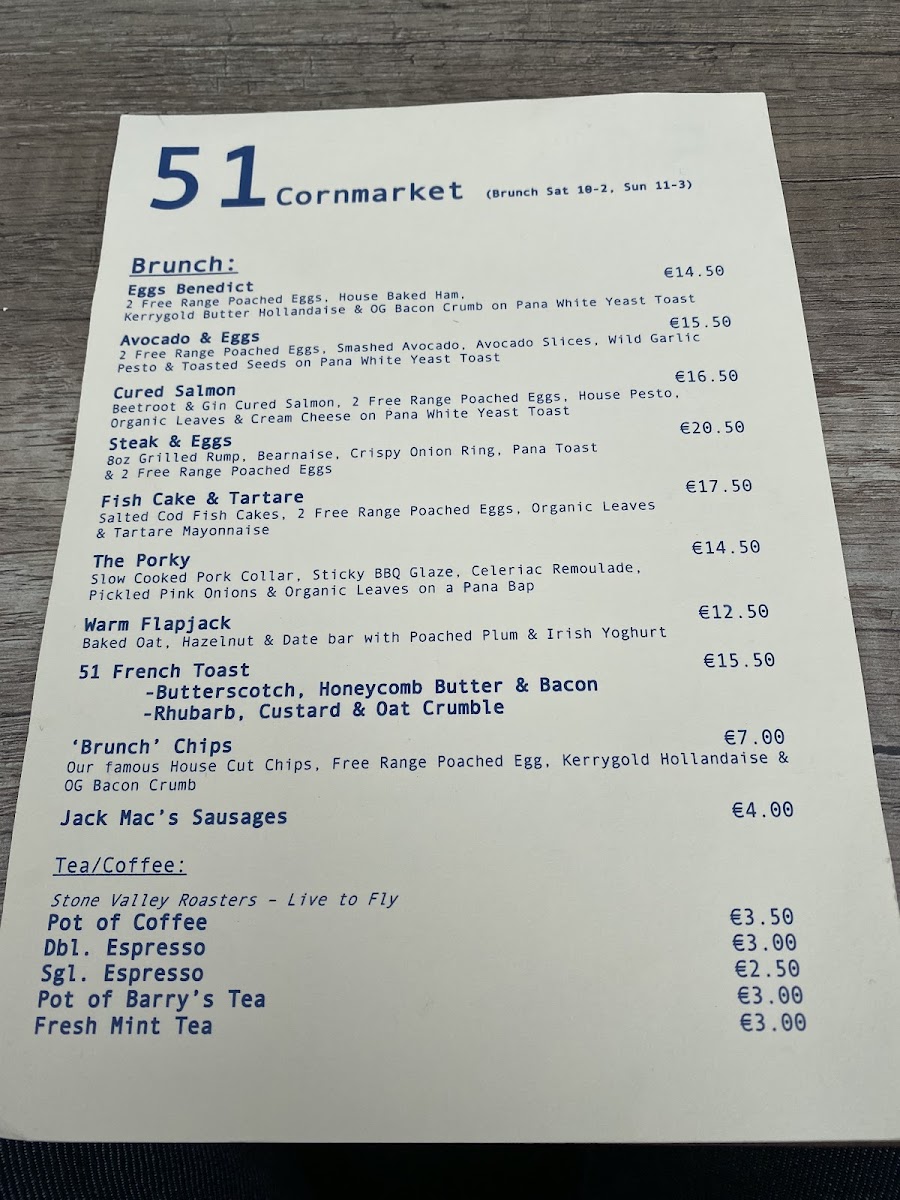 51 Cornmarket (Brunch Sat 10-2, Sun 11-3)
Brunch:
Eggs Benedict €14.50
2 Free Range Poached Eggs, House Baked Ham,
Kerrygold Butter Hollandaise & OG Bacon Crumb on Pana White Yeast Toast
Avocado & Eggs €15.50
2 Free Range Poached Eggs, Smashed Avocado, Avocado Slices, Wild Garlic
Pesto & Toasted Seeds on Pana White Yeast Toast
Cured Salmon €16.50
Beetroot & Gin Cured Salmon, 2 Free Range Poached Eggs, House Pesto,
Organic Leaves & Cream Cheese on Pana White Yeast Toast
Steak & Eggs €20.50
8oz Grilled Rump, Bearnaise, Crispy Onion Ring, Pana Toast
& 2 Free Range Poached Eggs
Fish Cake & Tartare €17.50
Salted Cod Fish Cakes, 2 Free Range Poached Eggs, Organic Leaves
& Tartare Mayonnaise
The Porky €14.50
Slow Cooked Pork Collar, Sticky BBQ Glaze, Celeriac Remoulade,
Pickled Pink Onions & Organic Leaves on a Pana Bap
Warm Flapjack €12.50
Baked Oat, Hazelnut & Date bar with Poached Plum & Irish Yoghurt
51 French Toast €15.50
-Butterscotch, Honeycomb Butter & Bacon
-Rhubarb, Custard & Oat Crumble
‘Brunch’ Chips €7.00
Our famous House Cut Chips, Free Range Poached Egg, Kerrygold Hollandaise &
OG Bacon Crumb
Jack Mac’s Sausages €4.00
Tea/Coffee:
Stone Valley Roasters – Live to Fly
Pot of Coffee €3.50
Dbl. Espresso €3.00
Sgl. Espresso €2.50
Pot of Barry’s Tea €3.00
Fresh Mint Tea €3.00